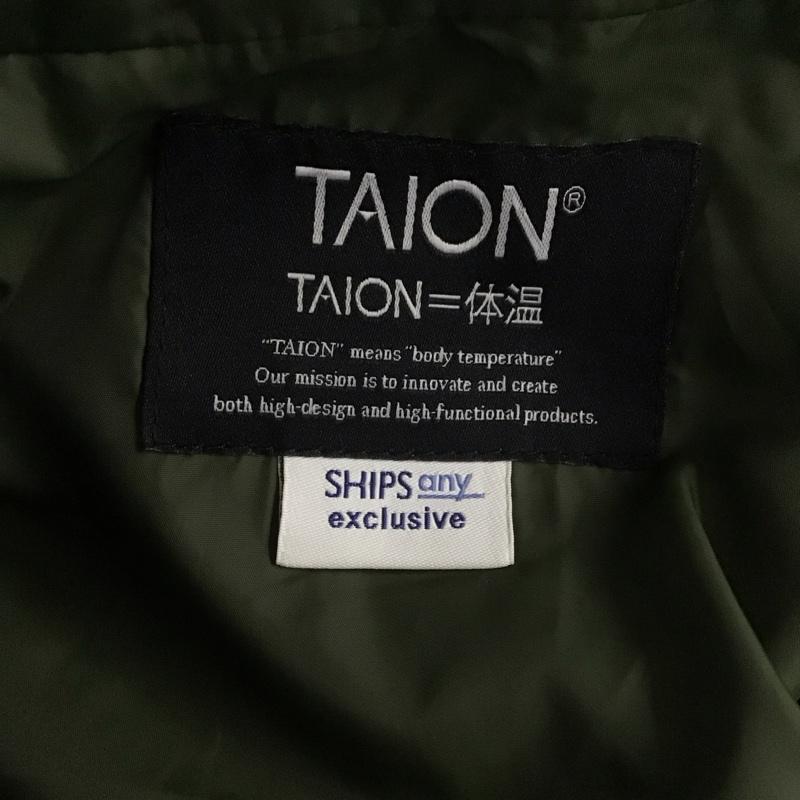 TAION®
TAION=体温
"TAION" means "body temperature"
Our mission is to innovate and create
both high-design and high-functional products.
SHIPS any
exclusive